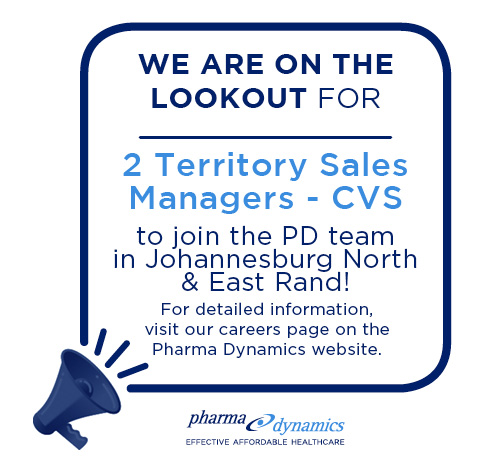 WE ARE ON THE
LOOKOUT FOR
2 Territory Sales
Managers - CVS
to join the PD team
in Johannesburg North
& East Rand!
For detailed information,
visit our careers page on the
Pharma Dynamics website.
pharma dynamics
EFFECTIVE AFFORDABLE HEALTHCARE